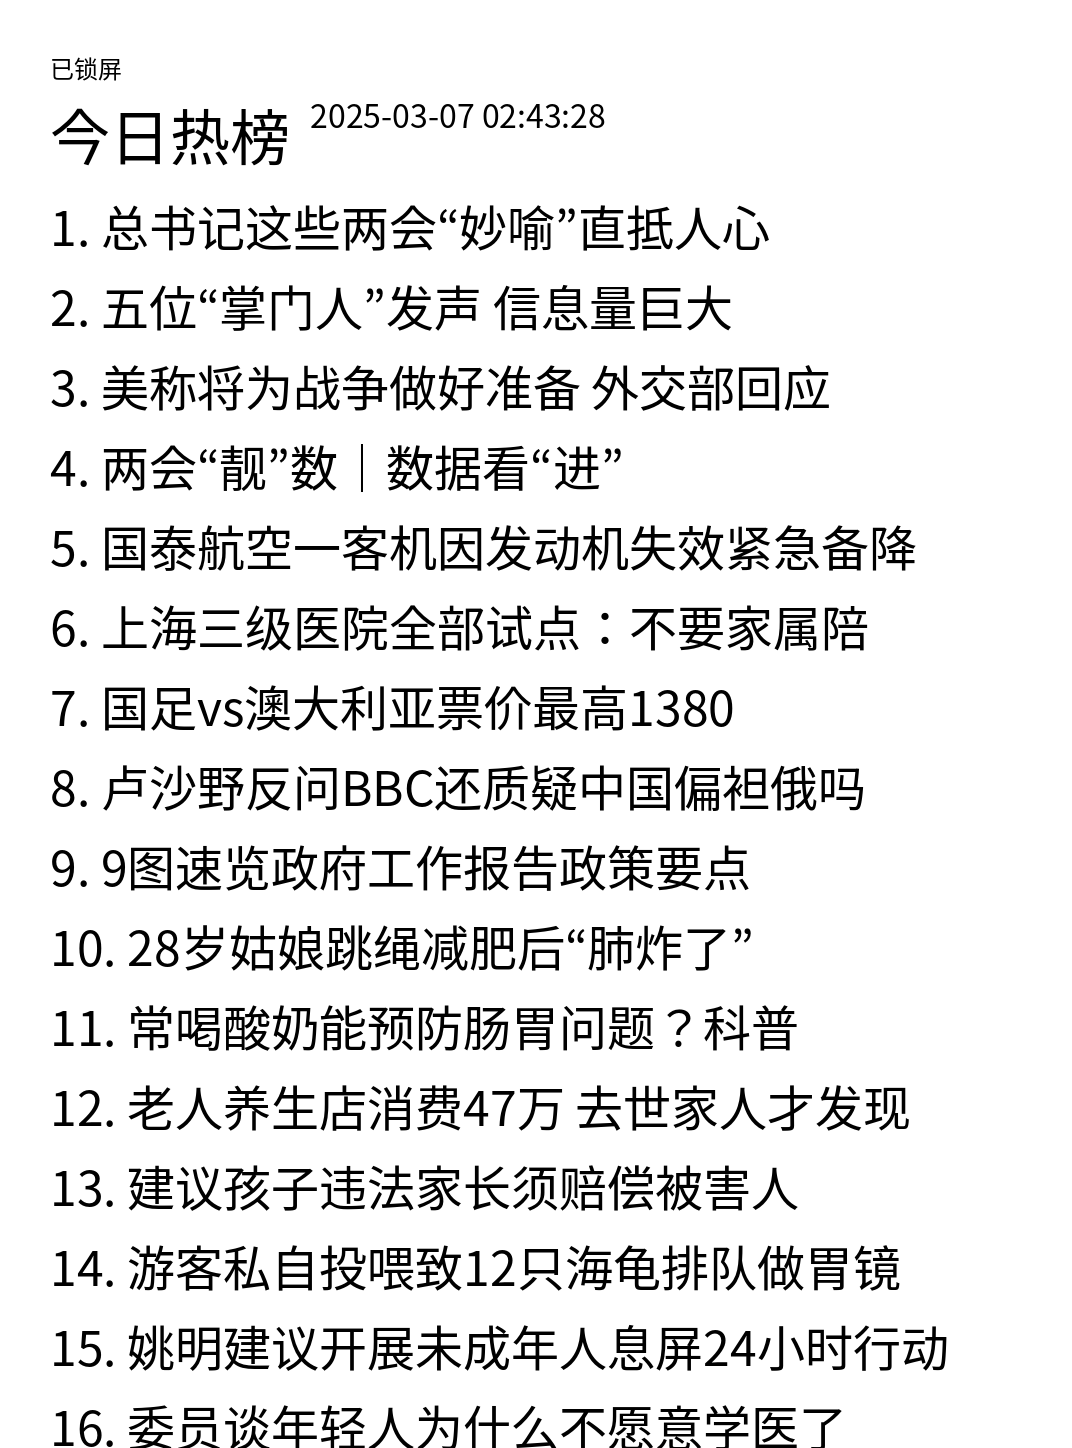 已锁屏
今日热榜 2025-03-07 02:43:28
1. 总书记这些两会“妙喻”直抵人心
2. 五位“掌门人”发声 信息量巨大
3. 美称将为战争做好准备 外交部回应
4. 两会“靓”数｜数据看“进”
5. 国泰航空一客机因发动机失效紧急备降
6. 上海三级医院全部试点：不要家属陪
7. 国足vs澳大利亚票价最高1380
8. 卢沙野反问BBC还质疑中国偏袒俄吗
9. 9图速览政府工作报告政策要点
10. 28岁姑娘跳绳减肥后“肺炸了”
11. 常喝酸奶能预防肠胃问题？科普
12. 老人养生店消费47万 去世家人才发现
13. 建议孩子违法家长须赔偿被害人
14. 游客私自投喂致12只海龟排队做胃镜
15. 姚明建议开展未成年人息屏24小时行动
16. 委员谈年轻人为什么不愿意学医了